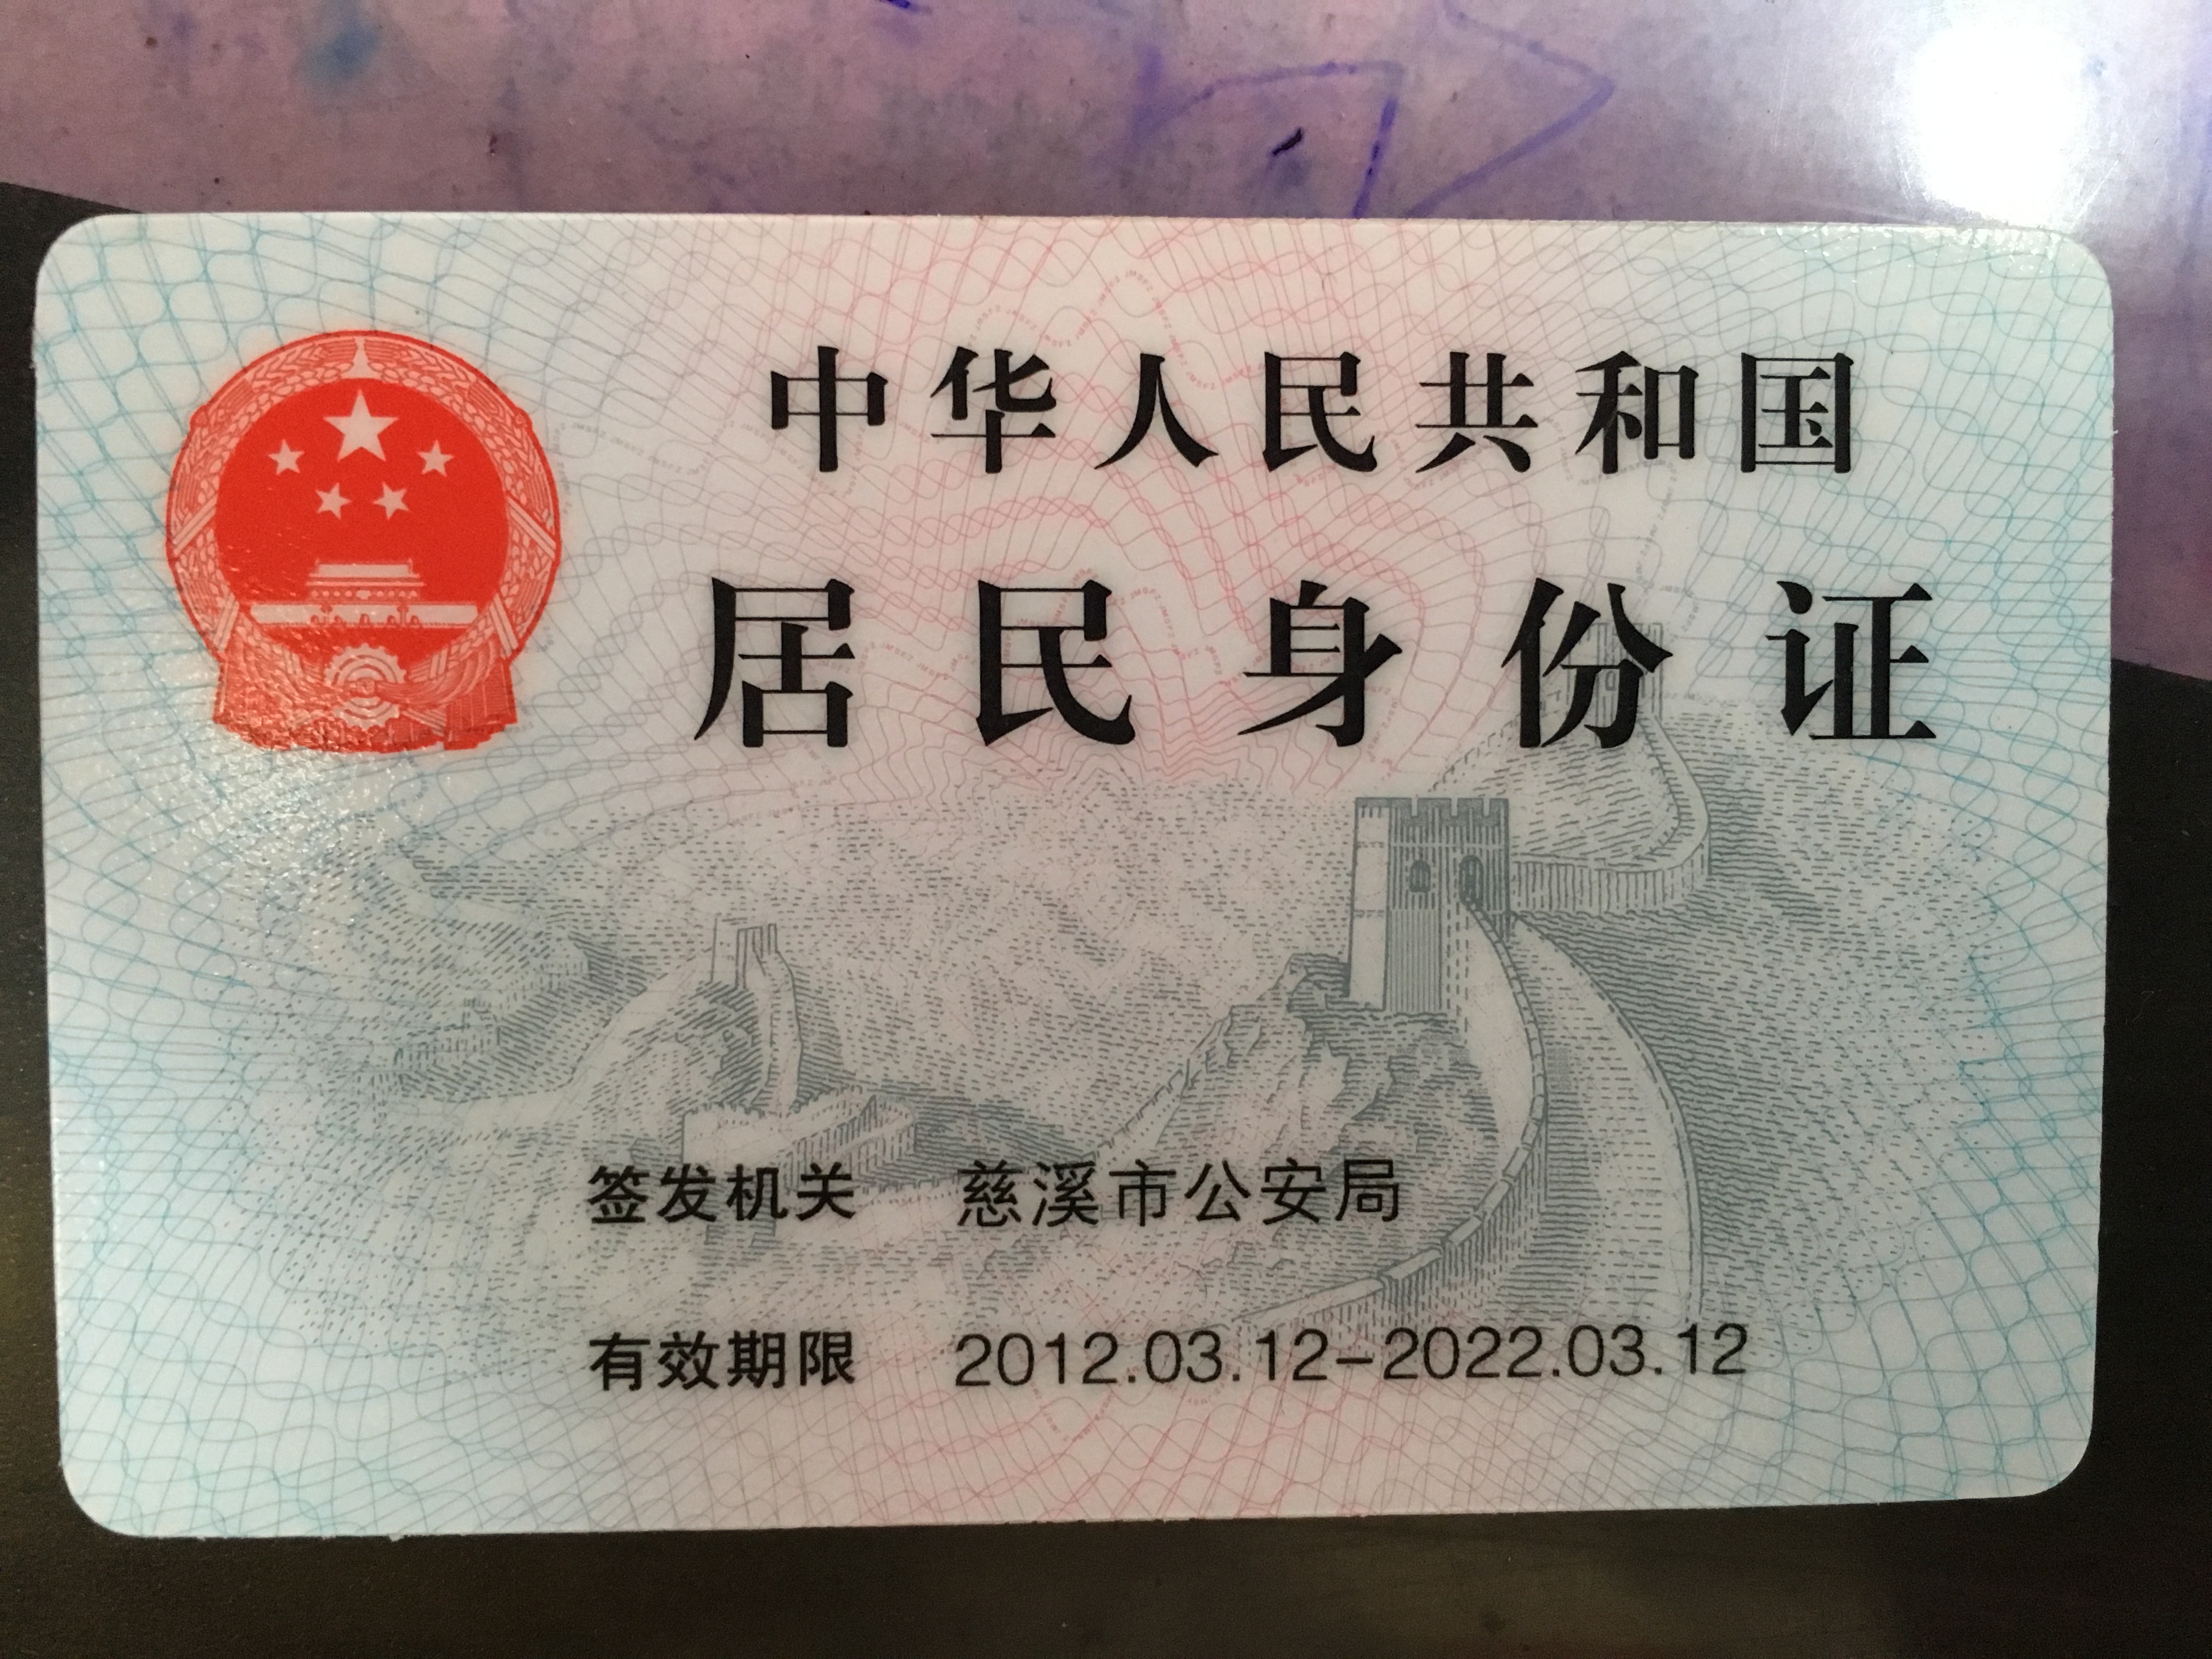 中华人民共和国
居民身份证
签发机关 慈溪市公安局
有效期限 2012.03.12-2022.03.12